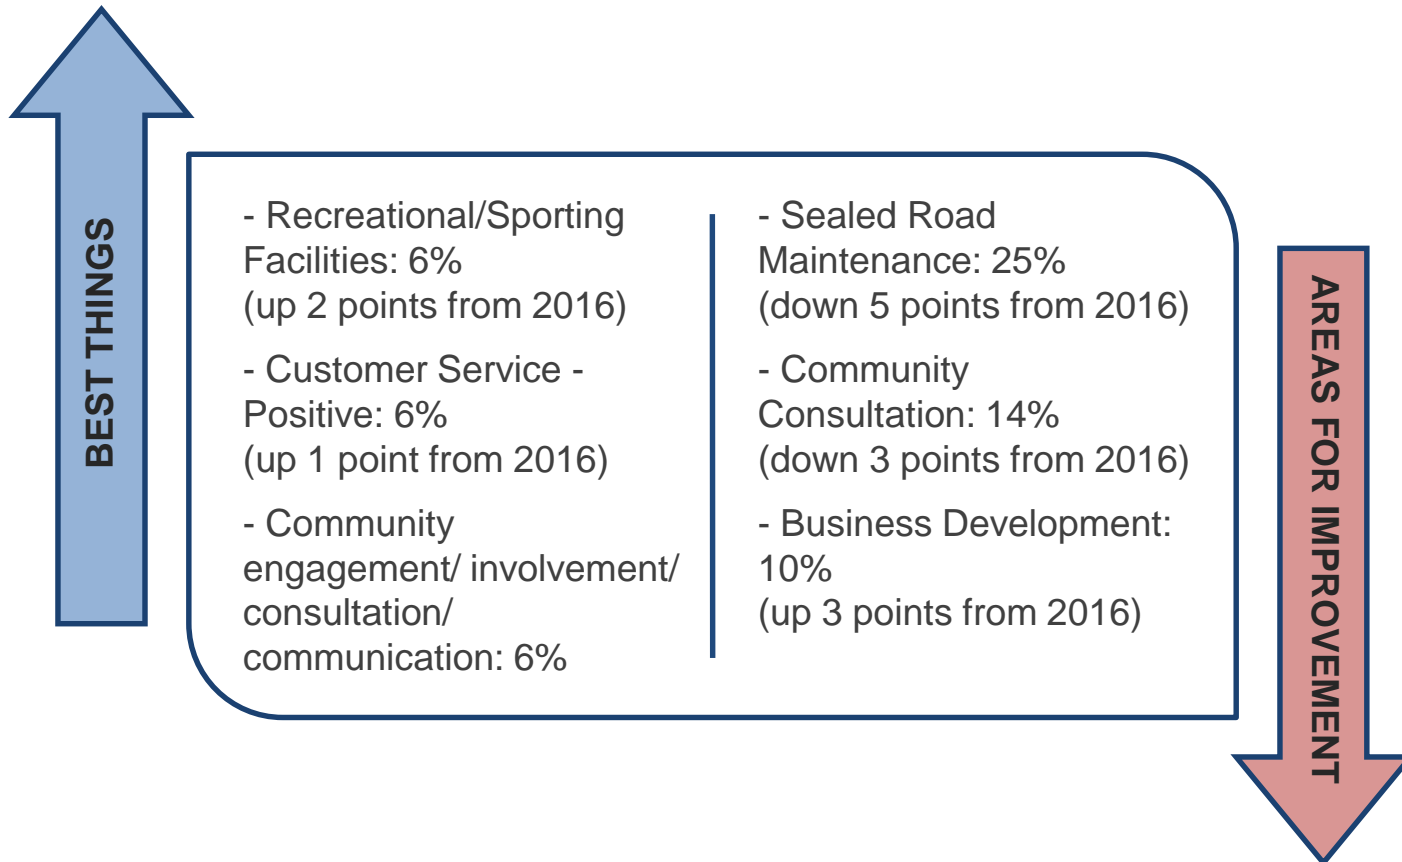 BEST THINGS
- Recreational/Sporting
Facilities: 6%
(up 2 points from 2016)
- Customer Service -
Positive: 6%
(up 1 point from 2016)
- Community
engagement/ involvement/
consultation/
communication: 6%
- Sealed Road
Maintenance: 25%
(down 5 points from 2016)
- Community
Consultation: 14%
(down 3 points from 2016)
- Business Development:
10%
(up 3 points from 2016)
AREAS FOR IMPROVEMENT